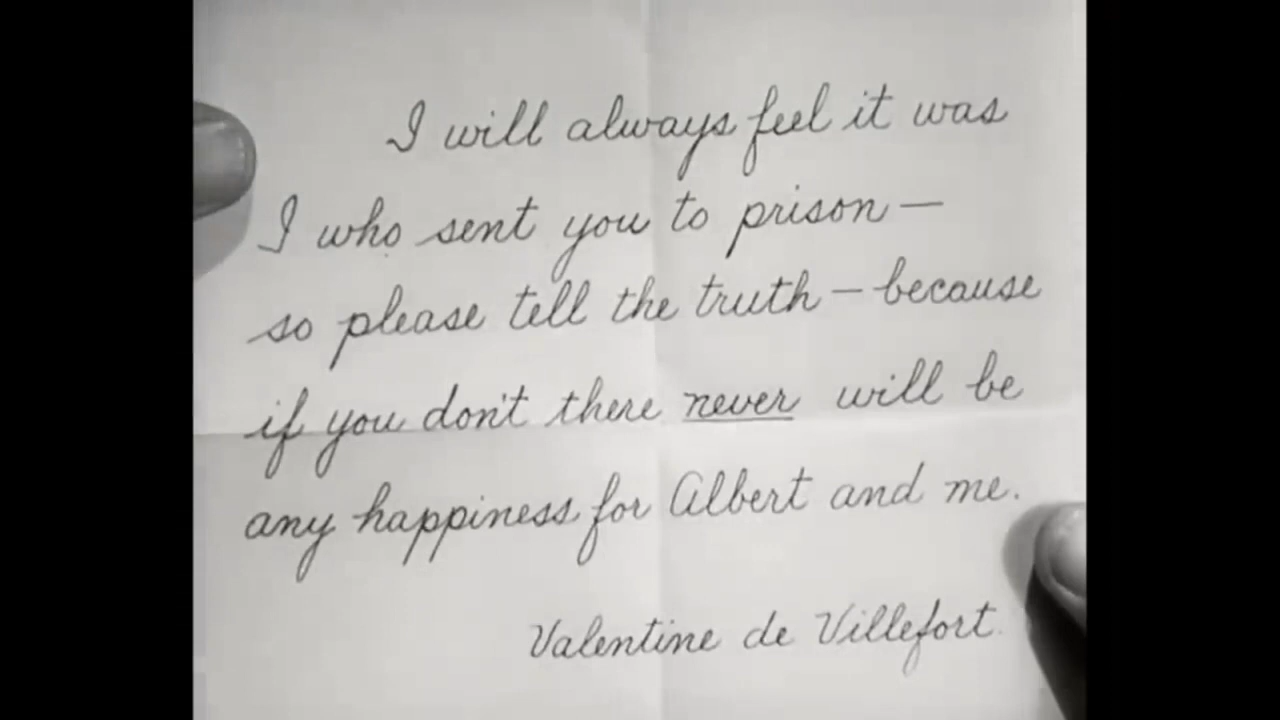 I will always feel it was
I who sent you to prison—
so please tell the truth—because
if you don't there never will be
any happiness for Albert and me.
Valentine de Villefort.